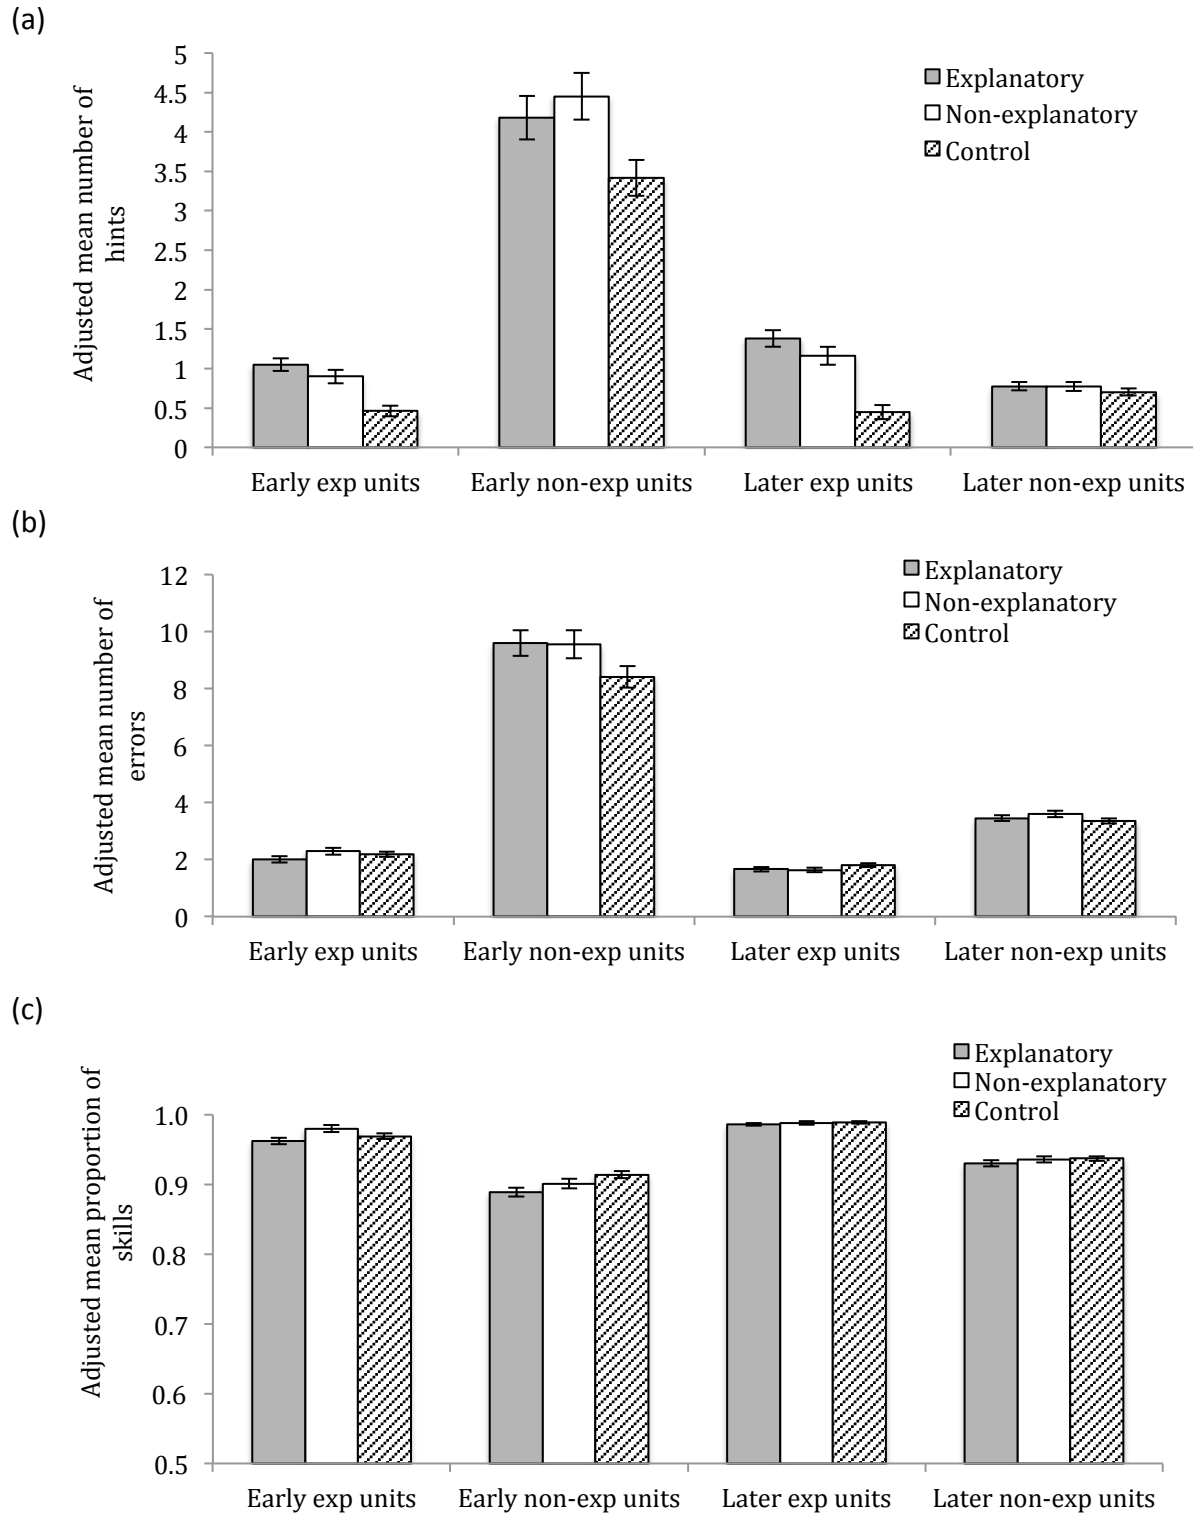 (a)
Adjusted mean number of
hints
5
4.5
4
3.5
3
2.5
2
1.5
1
0.5
0
Explanatory
Non-explanatory
Control
Early exp units
Early non-exp units
Later exp units
Later non-exp units
(b)
Adjusted mean number of
errors
12
10
8
6
4
2
0
Explanatory
Non-explanatory
Control
Early exp units
Early non-exp units
Later exp units
Later non-exp units
(c)
Adjusted mean proportion of
skills
1.0
0.9
0.8
0.7
0.6
0.5
Explanatory
Non-explanatory
Control
Early exp units
Early non-exp units
Later exp units
Later non-exp units